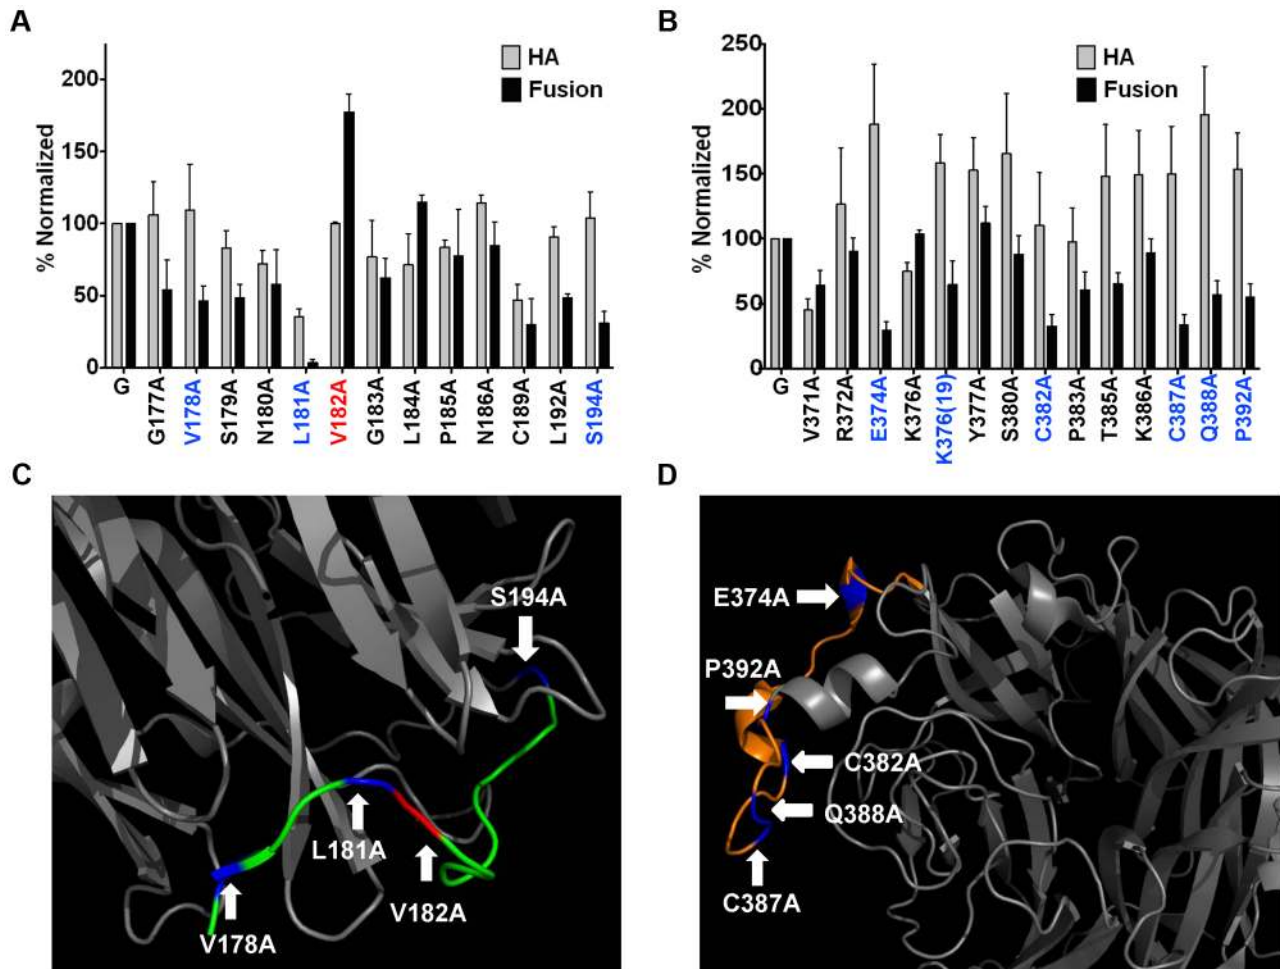 A
HA
Fusion
200
150
100
50
0
% Normalized
G
G177A
V178A
S179A
N180A
L181A
V182A
G183A
L184A
P185A
N186A
C189A
L192A
S194A
B
HA
Fusion
250
200
150
100
50
0
% Normalized
G
V371A
R372A
E374A
K376A
K376(19)
Y377A
S380A
C382A
P383A
T385A
K386A
C387A
Q388A
P392A
C
S194A
L181A
V182A
V178A
D
E374A
P392A
C382A
Q388A
C387A